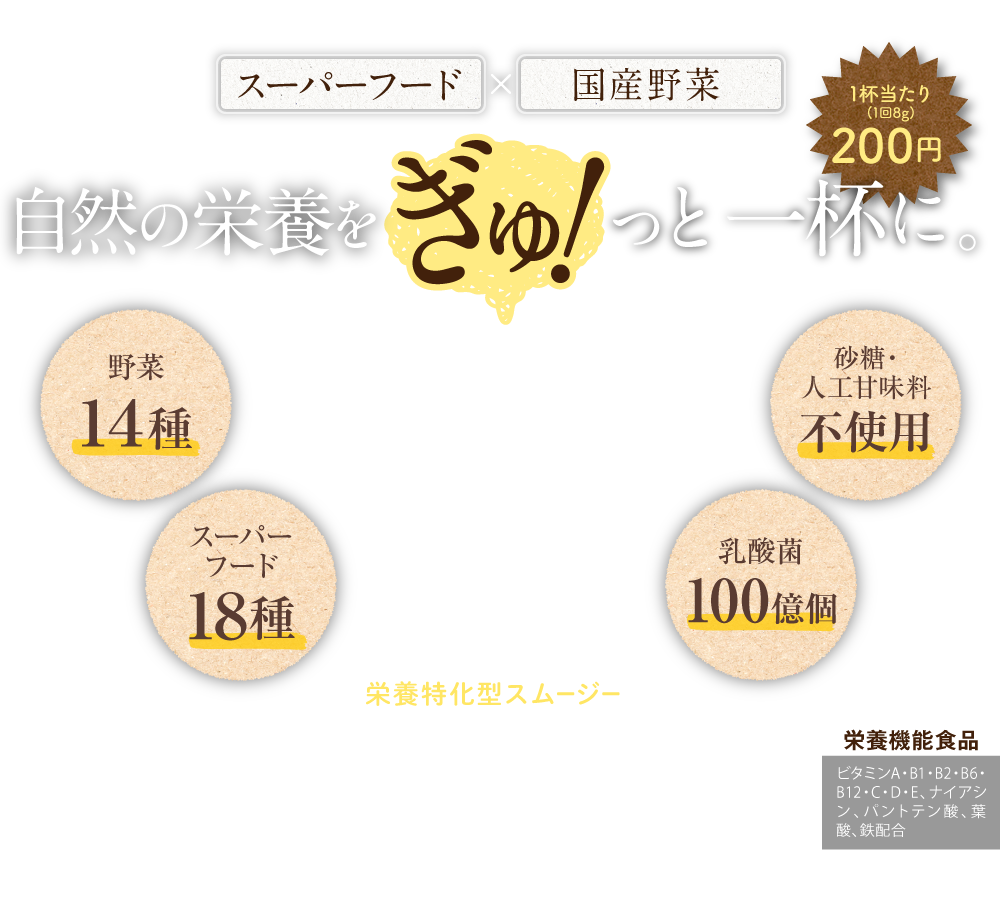 スーパーフード×国産野菜
1杯当たり
(1回8g)
200円
自然の栄養をぎゅ!っと一杯に。
野菜
14種
砂糖・
人工甘味料
不使用
スーパー
フード
18種
乳酸菌
100億個
栄養特化型スムージー
栄養機能食品
ビタミンA・B1・B2・B6・
B12・C・D・E、ナイアシ
ン、パントテン酸、葉
酸、鉄配合